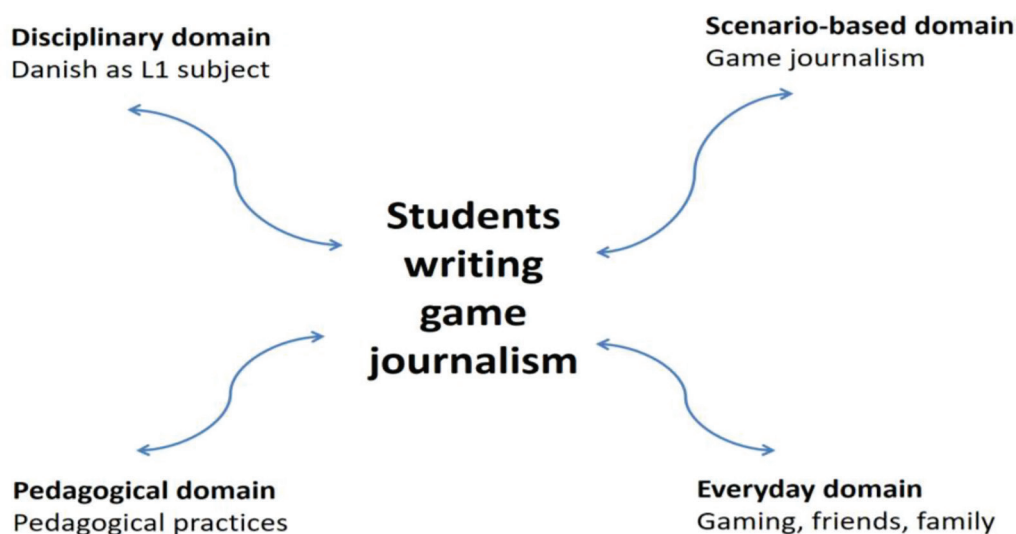 Disciplinary domain
Danish as L1 subject
Scenario-based domain
Game journalism
Students
writing
game
journalism
Pedagogical domain
Pedagogical practices
Everyday domain
Gaming, friends, family